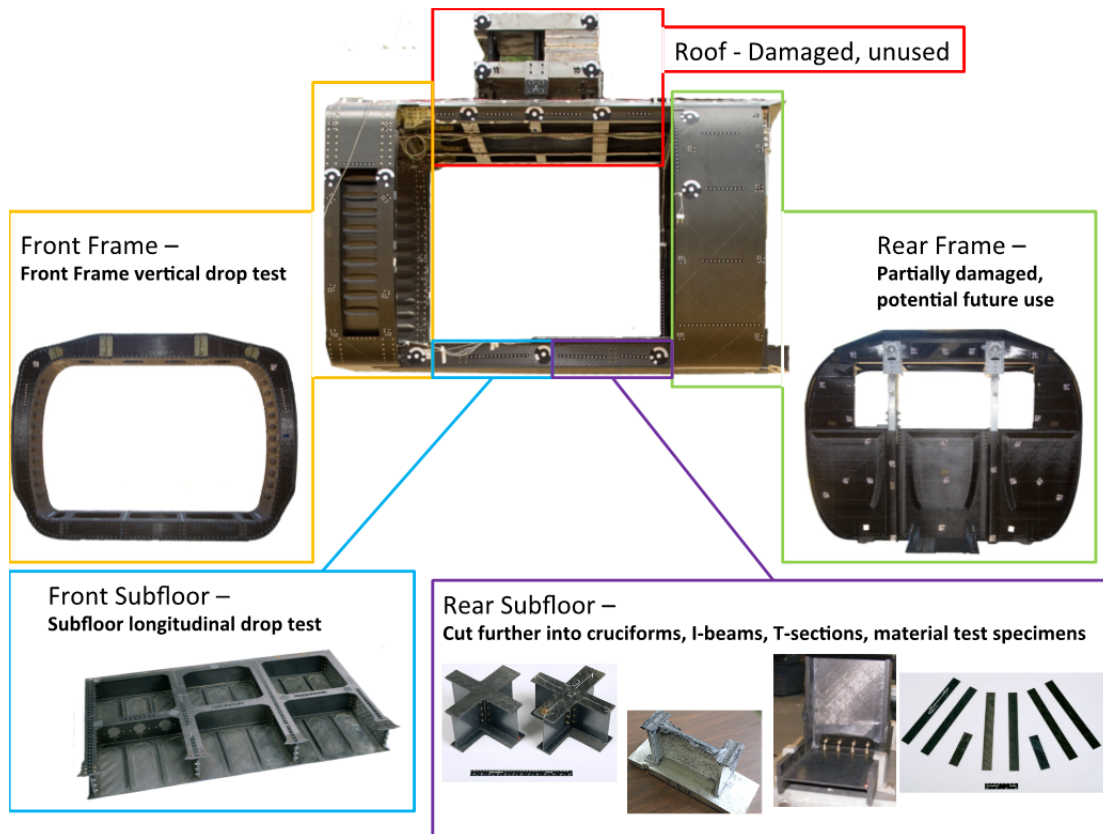 Roof - Damaged, unused
Front Frame –
Front Frame vertical drop test
Rear Frame –
Partially damaged,
potential future use
Front Subfloor –
Subfloor longitudinal drop test
Rear Subfloor –
Cut further into cruciforms, I-beams, T-sections, material test specimens